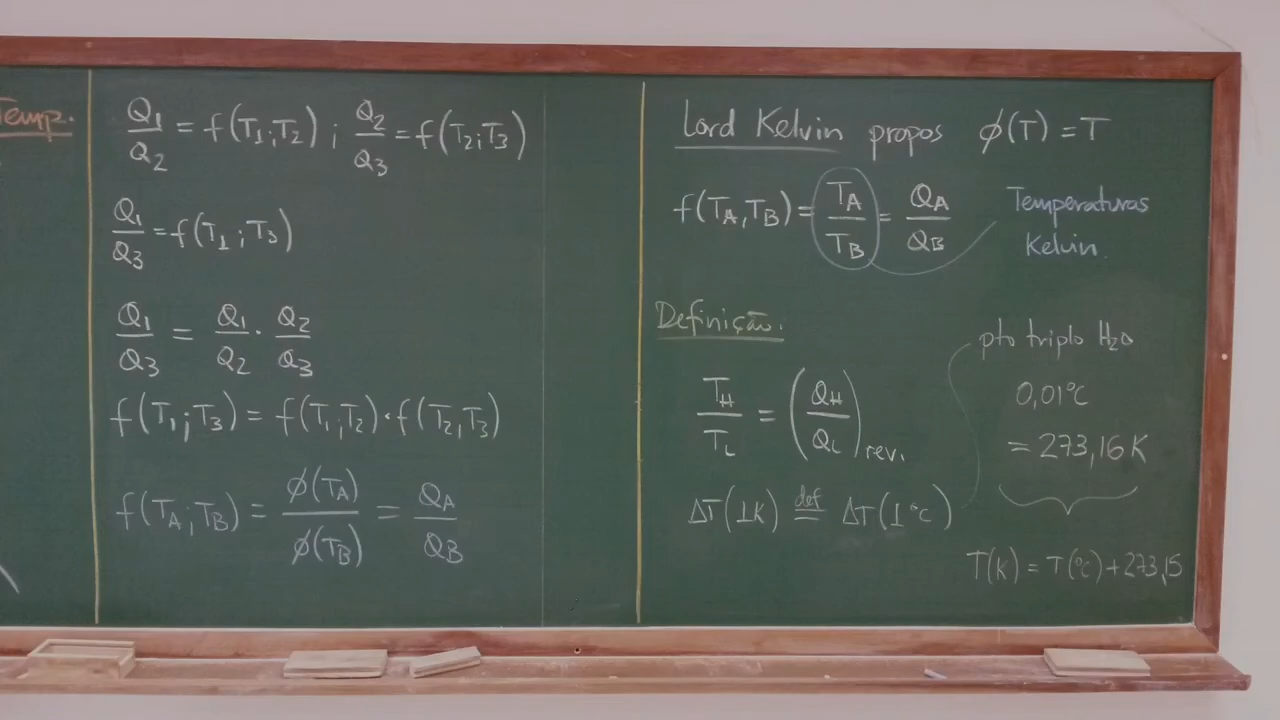 Temp.
Q1/Q2 = f(T1;T2) ; Q2/Q3 = f(T2;T3)
Q1/Q3 = f(T1;T3)
Q1/Q3 = Q1/Q2 · Q2/Q3
f(T1;T3) = f(T1;T2) · f(T2,T3)
f(TA;TB) = ϕ(TA)/ϕ(TB) = QA/QB
Lord Kelvin propos ϕ(T) = T
f(TA,TB) = TA/TB = QA/QB
Temperaturas
Kelvin.
Definição.
TH/TL = (QH/QL)rev.
ΔT(1K) def= ΔT(1°C)
pto triplo H2O
0,01°C
= 273,16 K
T(K) = T(°C) + 273,15